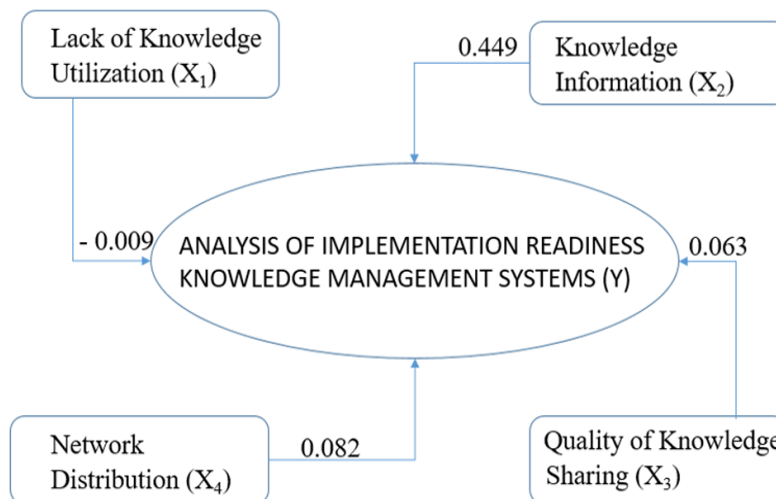 Lack of Knowledge
Utilization (X₁)
0.449
Knowledge
Information (X₂)
- 0.009
ANALYSIS OF IMPLEMENTATION READINESS
KNOWLEDGE MANAGEMENT SYSTEMS (Y)
0.063
Network
Distribution (X₄)
0.082
Quality of Knowledge
Sharing (X₃)